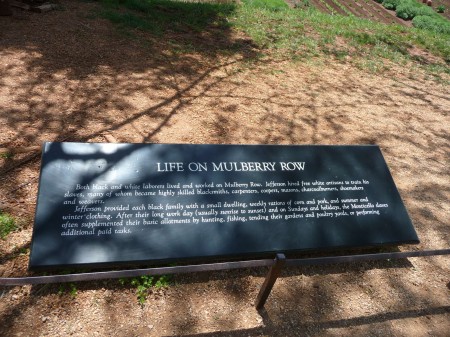 LIFE ON MULBERRY ROW
Both black and white laborers lived and worked on Mulberry Row. Jefferson hired free white artisans to train his
slaves, many of whom became highly skilled blacksmiths, carpenters, coopers, masons, charcoalburners, shoemakers
and weavers.
Jefferson provided each black family with a small dwelling, weekly rations of corn and pork, and summer and
winter clothing. After their long work day (usually sunrise to sunset) and on Sundays and holidays, the Monticello slaves
often supplemented their basic allotments by hunting, fishing, tending their gardens and poultry yards, or performing
additional paid tasks.